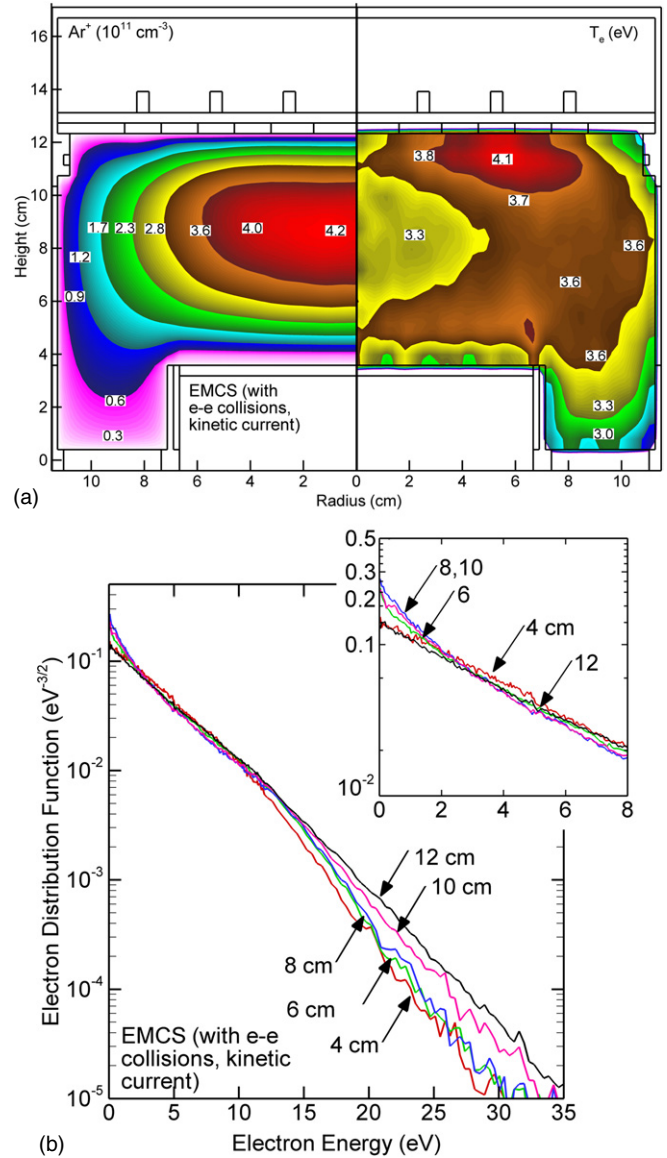 Ar⁺ (10¹¹ cm⁻³)
Tₑ (eV)
16
14
12
10
8
6
4
2
0
Height (cm)
1.7
2.3
2.8
3.6
4.0
4.2
1.2
0.9
0.6
0.3
3.8
4.1
3.7
3.3
3.6
3.6
3.6
3.3
3.0
EMCS (with
e-e collisions,
kinetic current)
10 8 6 4 2 0 2 4 6 8 10
Radius (cm)
(a)
0.5
0.3
0.2
0.1
10⁻²
8,10
6
4 cm
12
0 2 4 6 8
10⁻¹
10⁻²
10⁻³
10⁻⁴
10⁻⁵
Electron Distribution Function (eV⁻³/²)
12 cm
10 cm
8 cm
6 cm
4 cm
EMCS (with e-e
collisions, kinetic
current)
0 5 10 15 20 25 30 35
(b)
Electron Energy (eV)